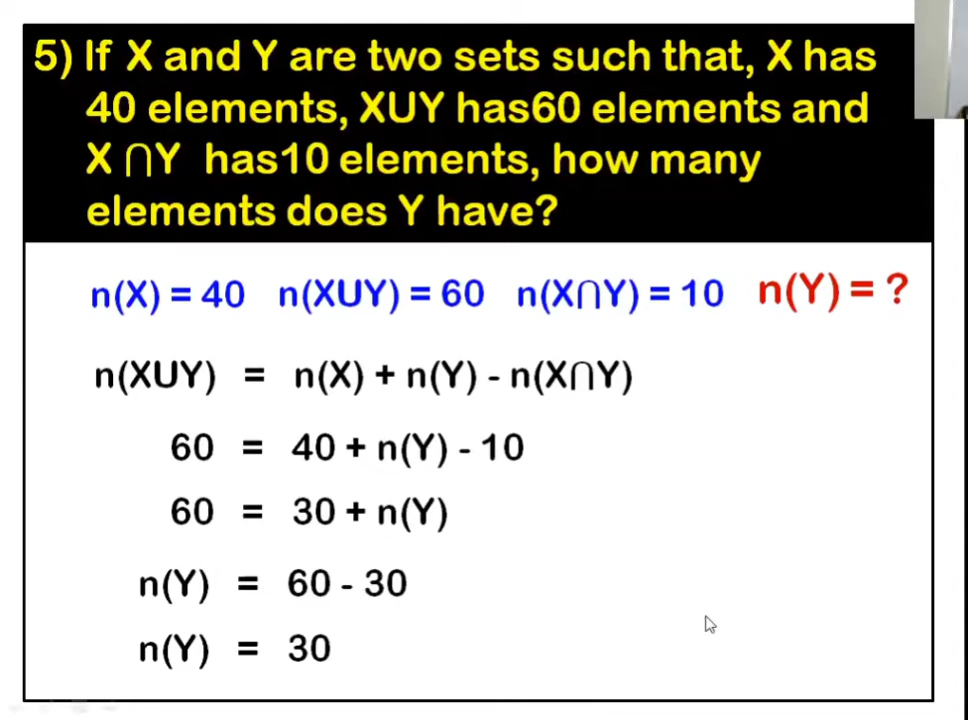 5) If X and Y are two sets such that, X has
40 elements, XUY has60 elements and
X ∩Y has10 elements, how many
elements does Y have?
n(X) = 40 n(XUY) = 60 n(X∩Y) = 10 n(Y) = ?
n(XUY) = n(X) + n(Y) - n(X∩Y)
60 = 40 + n(Y) - 10
60 = 30 + n(Y)
n(Y) = 60 - 30
n(Y) = 30